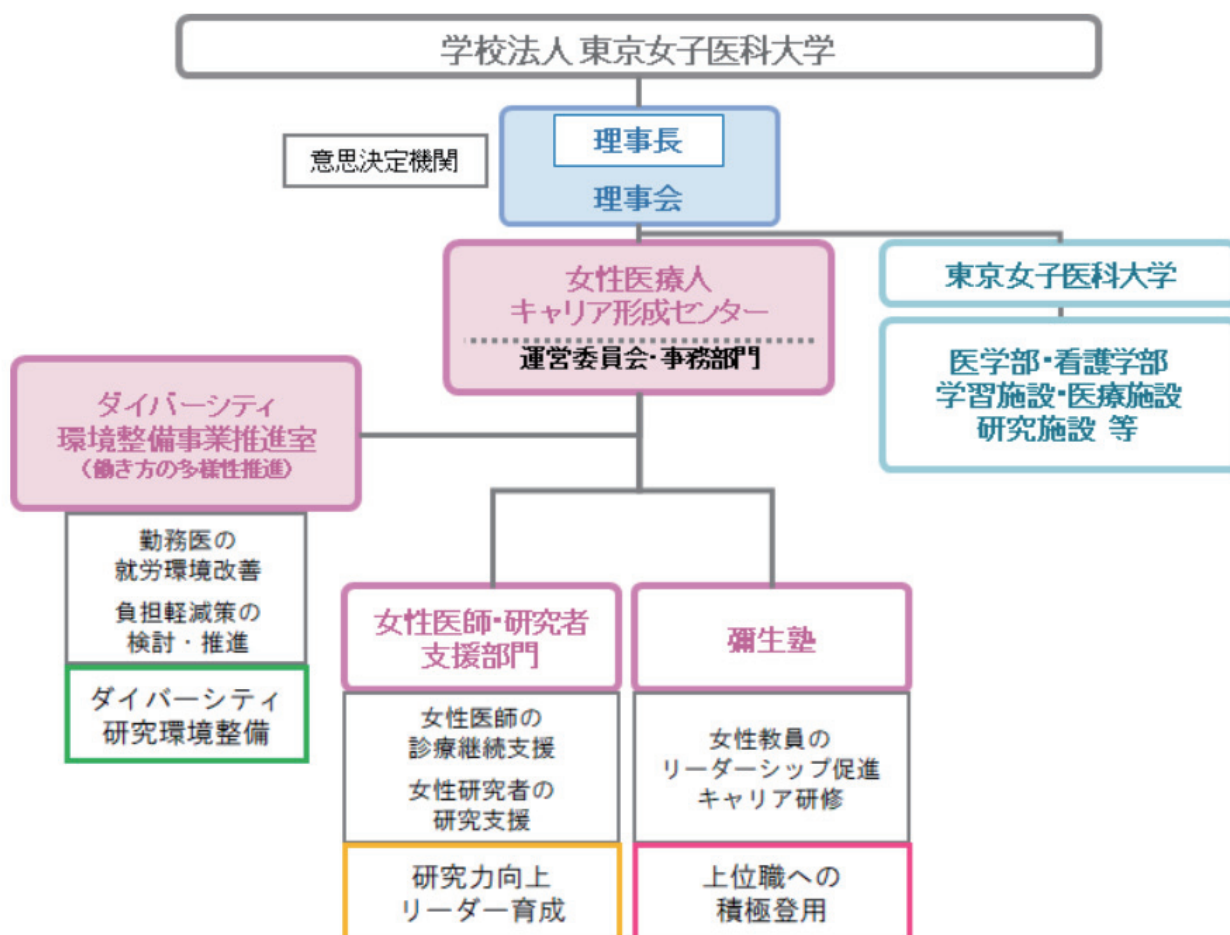 学校法人 東京女子医科大学
理事長
意思決定機関
理事会
女性医療人
キャリア形成センター
運営委員会・事務部門
東京女子医科大学
医学部・看護学部
学習施設・医療施設
研究施設 等
ダイバーシティ
環境整備事業推進室
(働き方の多様性推進)
勤務医の
就労環境改善
負担軽減策の
検討・推進
ダイバーシティ
研究環境整備
女性医師・研究者
支援部門
女性医師の
診療継続支援
女性研究者の
研究支援
研究力向上
リーダー育成
彌生塾
女性教員の
リーダーシップ促進
キャリア研修
上位職への
積極登用